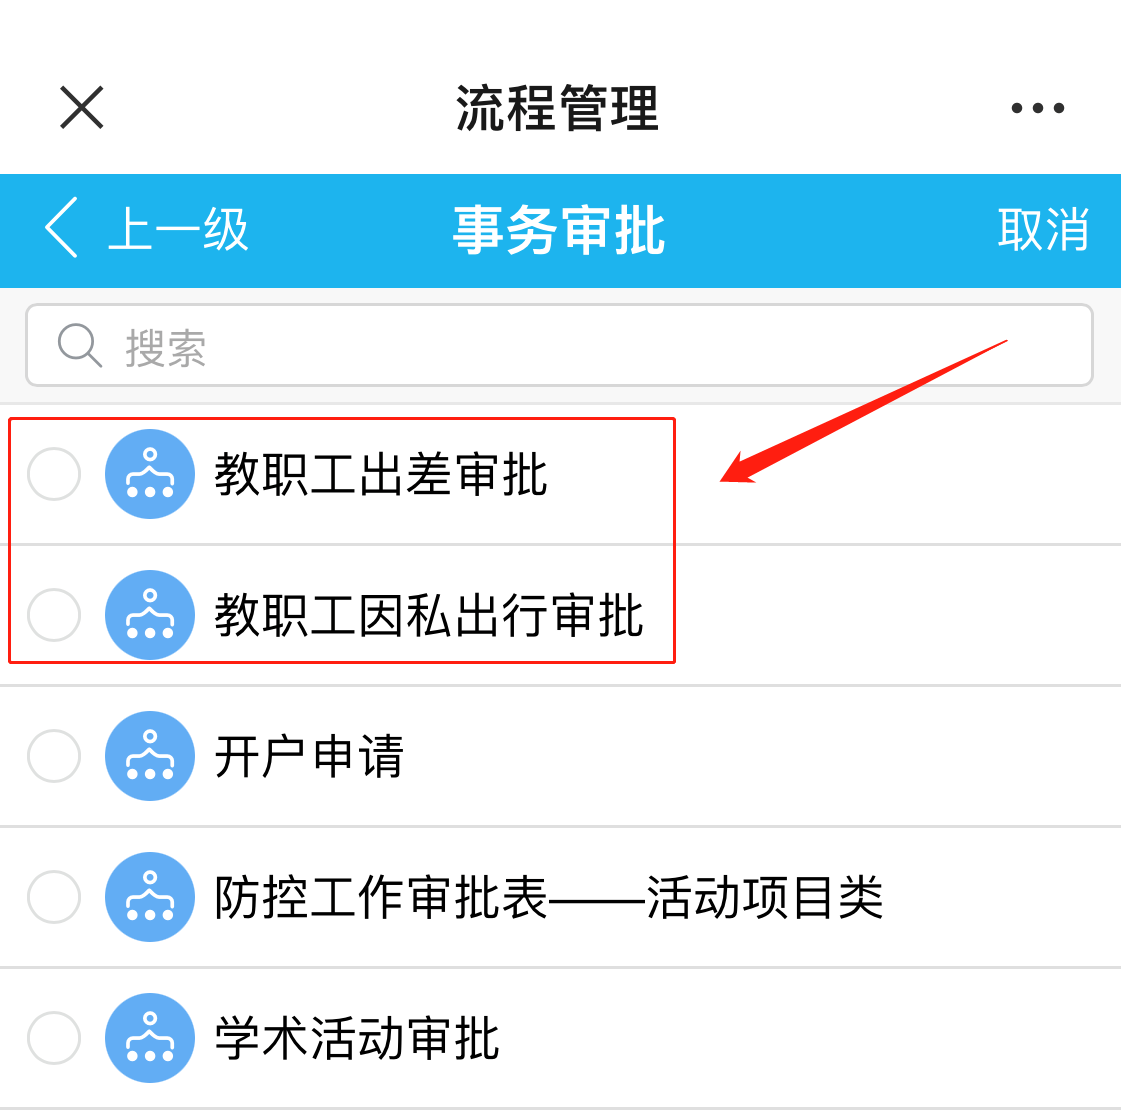 流程管理
上一级 事务审批 取消
搜索
教职工出差审批
教职工因私出行审批
开户申请
防控工作审批表——活动项目类
学术活动审批